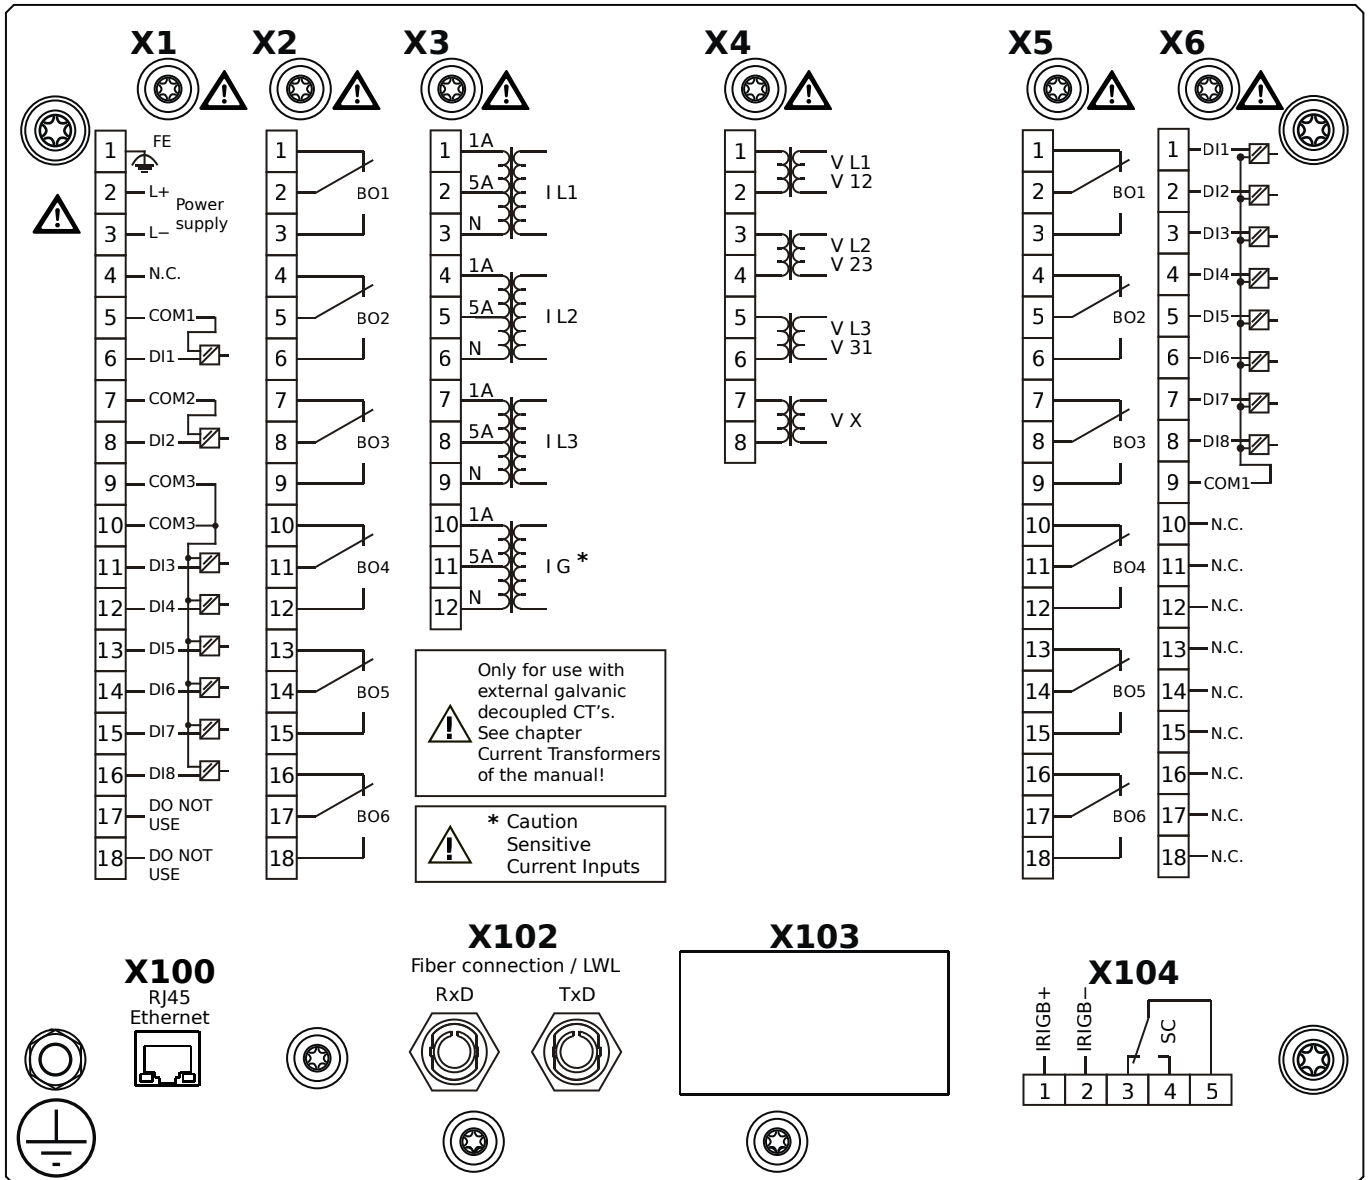 X1
X2
X3
X4
X5
X6
1 FE
2 L+ Power
supply
3 L−
4 N.C.
5 COM1
6 DI1
7 COM2
8 DI2
9 COM3
10 COM3
11 DI3
12 DI4
13 DI5
14 DI6
15 DI7
16 DI8
17 DO NOT
USE
18 DO NOT
USE
1
2 BO1
3
4
5 BO2
6
7
8 BO3
9
10
11 BO4
12
13
14 BO5
15
16
17 BO6
18
1 1A
2 5A I L1
3 N
4 1A
5 5A I L2
6 N
7 1A
8 5A I L3
9 N
10 1A
11 5A I G *
12 N
Only for use with
external galvanic
decoupled CT's.
See chapter
Current Transformers
of the manual!
* Caution
Sensitive
Current Inputs
1 V L1
2 V 12
3 V L2
4 V 23
5 V L3
6 V 31
7 V X
8
1
2 BO1
3
4
5 BO2
6
7
8 BO3
9
10
11 BO4
12
13
14 BO5
15
16
17 BO6
18
1 DI1
2 DI2
3 DI3
4 DI4
5 DI5
6 DI6
7 DI7
8 DI8
9 COM1
10 N.C.
11 N.C.
12 N.C.
13 N.C.
14 N.C.
15 N.C.
16 N.C.
17 N.C.
18 N.C.
X100
RJ45
Ethernet
X102
Fiber connection / LWL
RxD TxD
X103
X104
IRIGB+
IRIGB−
SC
1 2 3 4 5